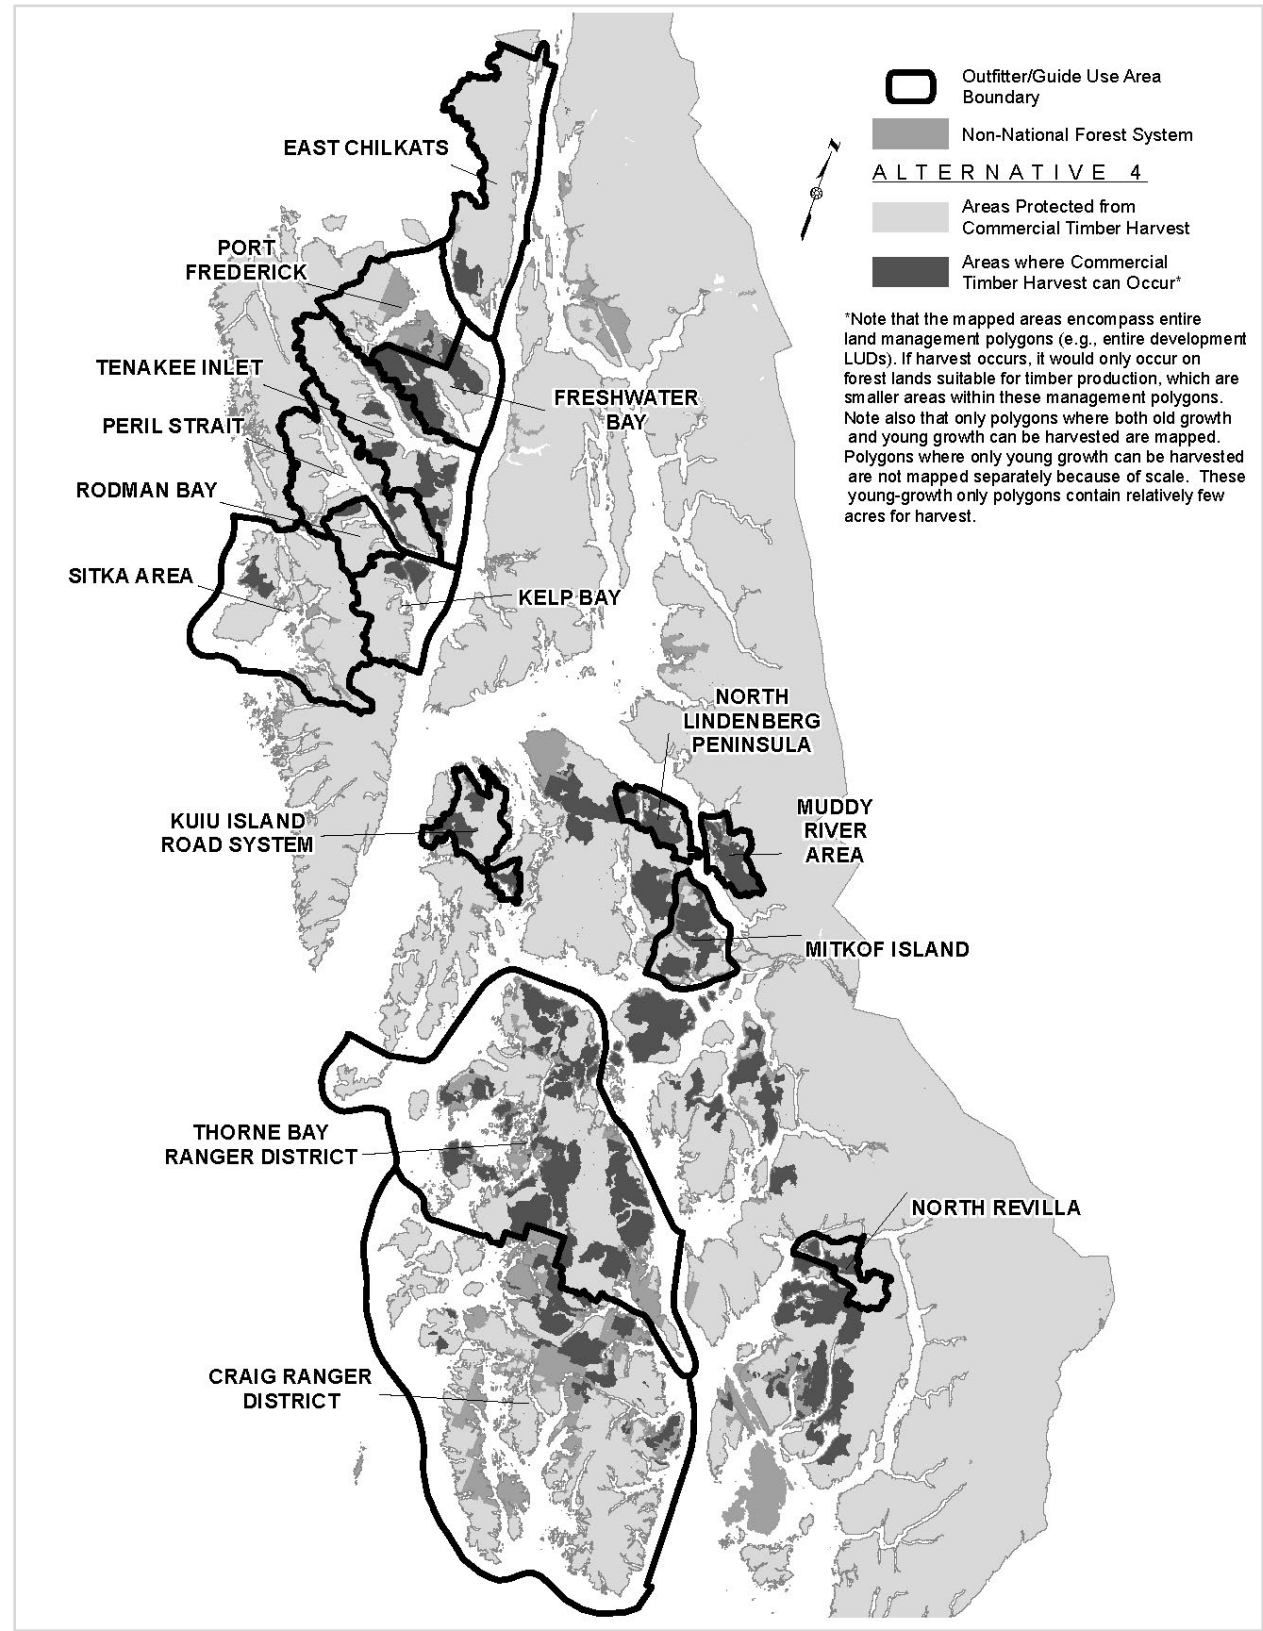 Outfitter/Guide Use Area
Boundary
Non-National Forest System
ALTERNATIVE 4
Areas Protected from
Commercial Timber Harvest
Areas where Commercial
Timber Harvest can Occur*
*Note that the mapped areas encompass entire
land management polygons (e.g., entire development
LUDs). If harvest occurs, it would only occur on
forest lands suitable for timber production, which are
smaller areas within these management polygons.
Note also that only polygons where both old growth
and young growth can be harvested are mapped.
Polygons where only young growth can be harvested
are not mapped separately because of scale. These
young-growth only polygons contain relatively few
acres for harvest.
N
EAST CHILKATS
PORT
FREDERICK
TENAKEE INLET
FRESHWATER
BAY
PERIL STRAIT
RODMAN BAY
SITKA AREA
KELP BAY
NORTH
LINDENBERG
PENINSULA
KUIU ISLAND
ROAD SYSTEM
MUDDY
RIVER
AREA
MITKOF ISLAND
THORNE BAY
RANGER DISTRICT
NORTH REVILLA
CRAIG RANGER
DISTRICT